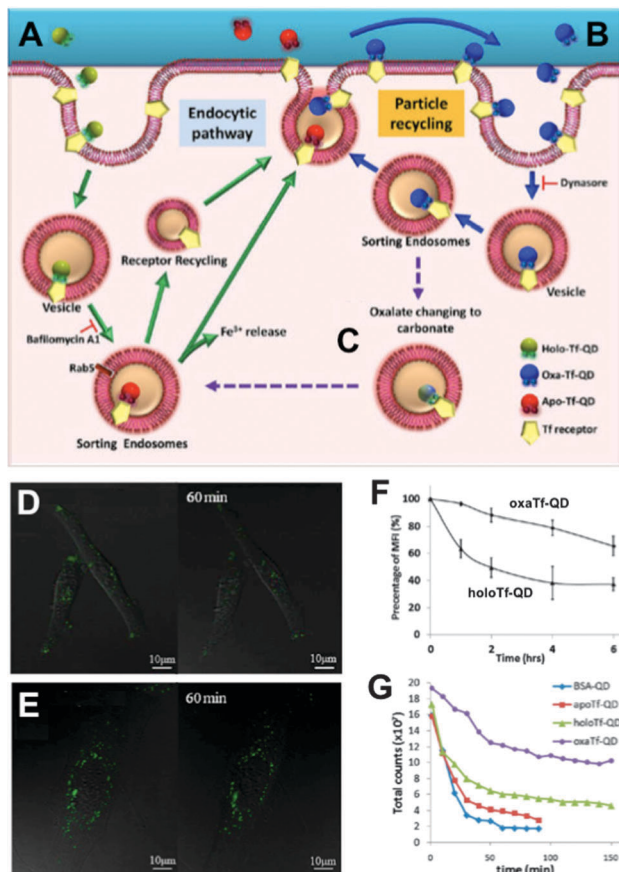 A
B
Endocytic
pathway
Particle
recycling
Dynasore
Sorting Endosomes
Vesicle
Receptor Recycling
Vesicle
Bafilomycin A1
Fe³⁺ release
Oxalate changing to
carbonate
C
Rab5
Sorting Endosomes
Holo-Tf-QD
Oxa-Tf-QD
Apo-Tf-QD
Tf receptor
D
60 min
10μm
10μm
E
60 min
10μm
10μm
F
Precentage of MFI (%)
100
80
60
40
20
0
oxaTf-QD
holoTf-QD
0
2
4
6
Time (hrs)
G
Total counts (x10⁷)
20
18
16
14
12
10
8
6
4
2
0
BSA-QD
apoTf-QD
holoTf-QD
oxaTf-QD
0
50
100
150
time (min)